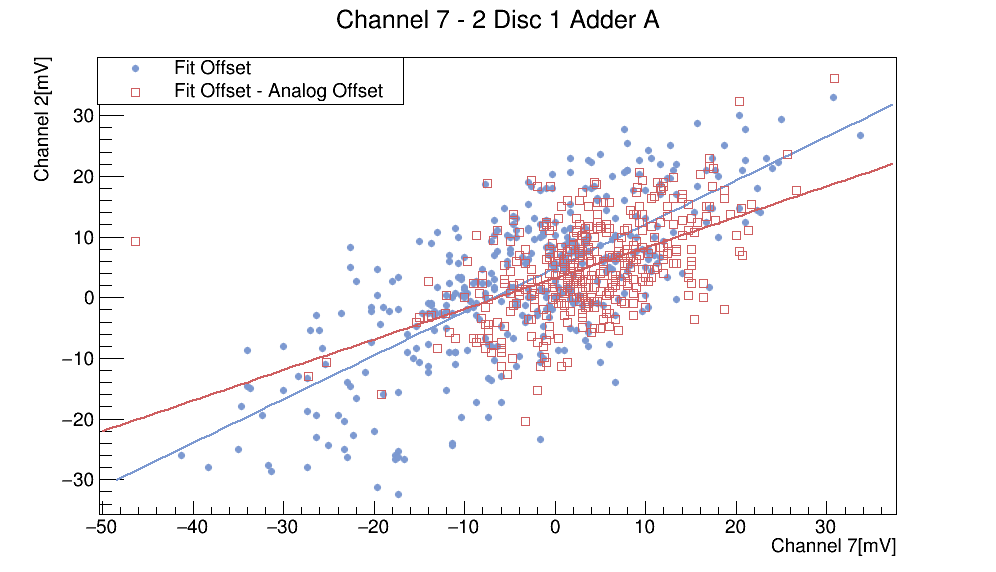 Channel 7 - 2 Disc 1 Adder A
Fit Offset
Fit Offset - Analog Offset
Channel 2[mV]
30
20
10
0
−10
−20
−30
−50 −40 −30 −20 −10 0 10 20 30
Channel 7[mV]